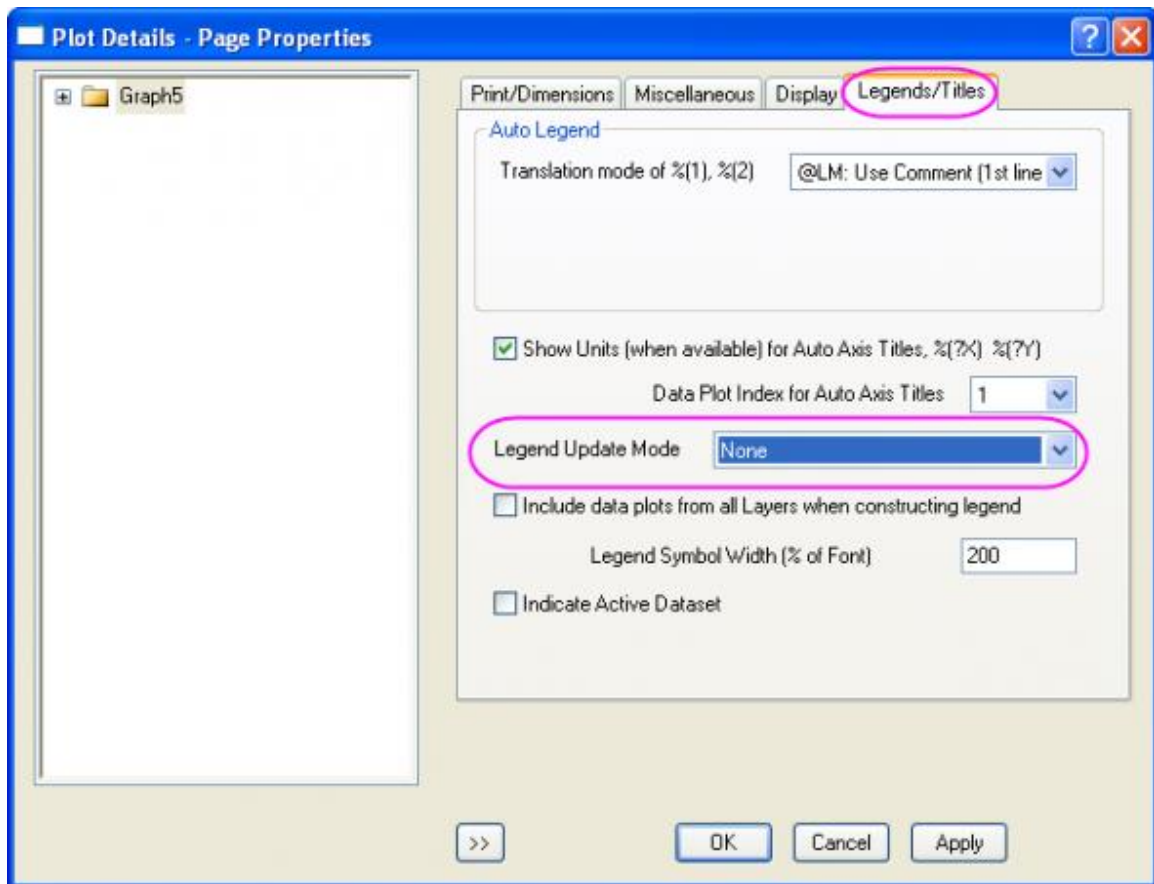 Plot Details - Page Properties
Graph5
Print/Dimensions Miscellaneous Display Legends/Titles
Auto Legend
Translation mode of %(1), %(2) @LM: Use Comment (1st line
Show Units (when available) for Auto Axis Titles, %(?X) %(?Y)
Data Plot Index for Auto Axis Titles 1
Legend Update Mode None
Include data plots from all Layers when constructing legend
Legend Symbol Width (% of Font) 200
Indicate Active Dataset
>> OK Cancel Apply